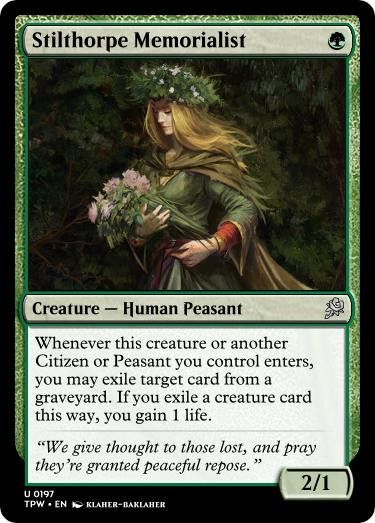 Stilthorpe Memorialist
Creature — Human Peasant
Whenever this creature or another
Citizen or Peasant you control enters,
you may exile target card from a
graveyard. If you exile a creature card
this way, you gain 1 life.
“We give thought to those lost, and pray
they’re granted peaceful repose.”
2/1
U 0197
TPW • EN KLAHER-BAKLAHER